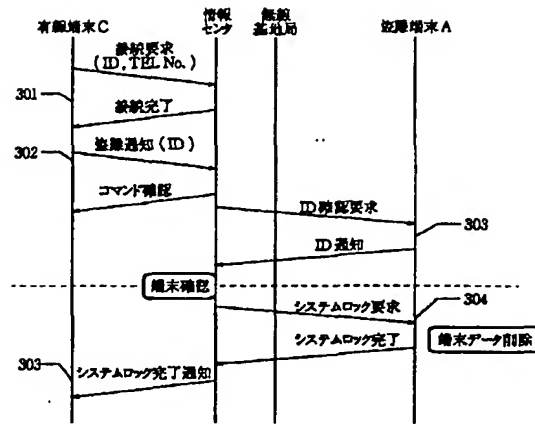 有線端末C
情報
センタ
無線
基地局
盗難端末A
接続要求
(ID, TEL No.)
301
接続完了
302
盗難通知 (ID)
コマンド確認
ID確認要求
303
ID通知
端末確認
システムロック要求
304
システムロック完了
端末データ削除
303
システムロック完了通知